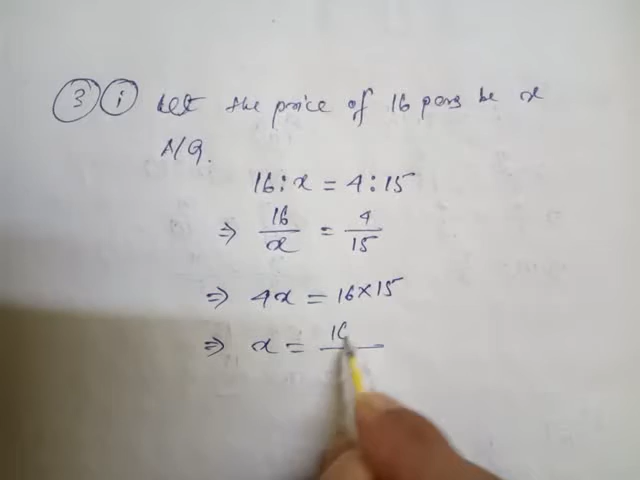 3 i Let the price of 16 pens be x
A/Q.
16 : x = 4 : 15
⇒ 16/x = 4/15
⇒ 4x = 16×15
⇒ x = 16